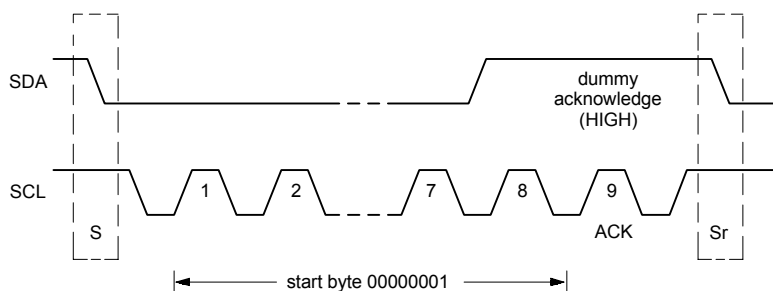 SDA
dummy
acknowledge
(HIGH)
SCL
1 2 7 8 9
S ACK Sr
start byte 00000001